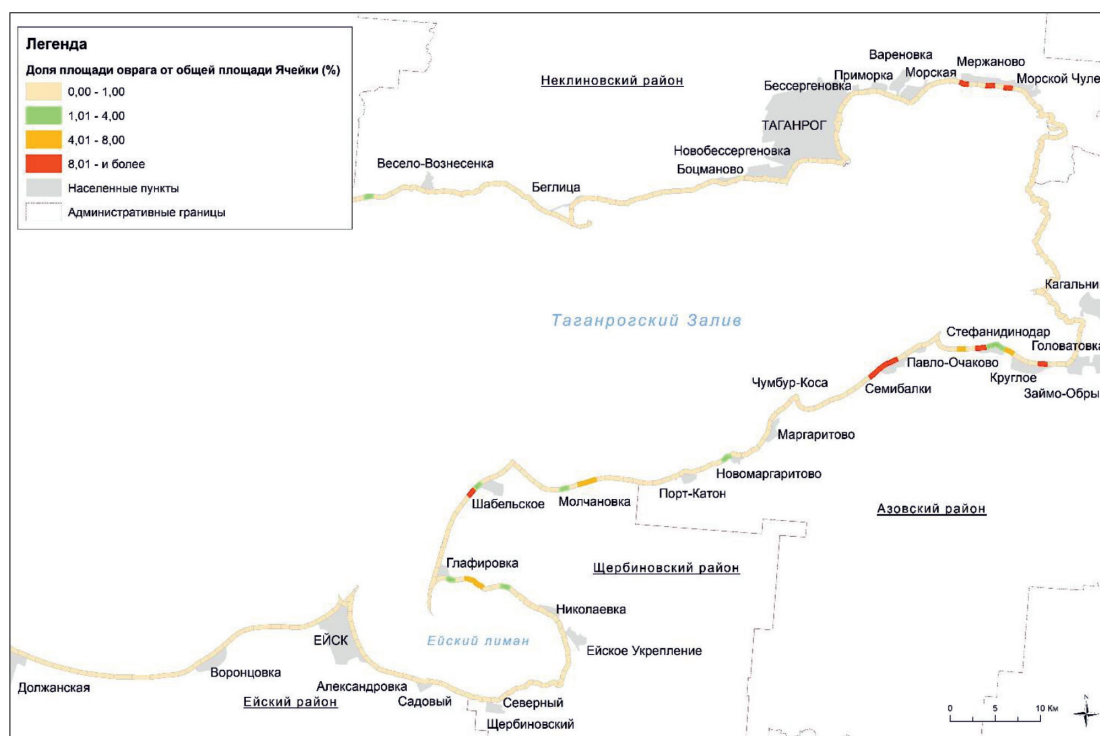 Легенда
Доля площади оврага от общей площади Ячейки (%)
0,00 - 1,00
1,01 - 4,00
4,01 - 8,00
8,01 - и более
Населенные пункты
Административные границы
Неклиновский район
Вареновка
Мержаново
Приморка
Морская
Морской Чуле
Бессергеновка
ТАГАНРОГ
Новобессергеновка
Боцманово
Весело-Вознесенка
Беглица
Кагальни
Таганрогский Залив
Стефанидинодар
Головатовка
Павло-Очаково
Круглое
Семибалки
Займо-Обры
Чумбур-Коса
Маргаритово
Новомаргаритово
Порт-Катон
Молчановка
Шабельское
Азовский район
Глафировка
Щербиновский район
Николаевка
Ейский лиман
Ейское Укрепление
ЕЙСК
Воронцовка
Должанская
Александровка
Ейский район
Садовый
Северный
Щербиновский
0 5 10 Км
N